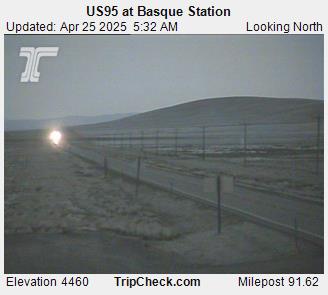 US95 at Basque Station
Updated: Apr 25 2025 5:32 AM Looking North
Elevation 4460 TripCheck.com Milepost 91.62